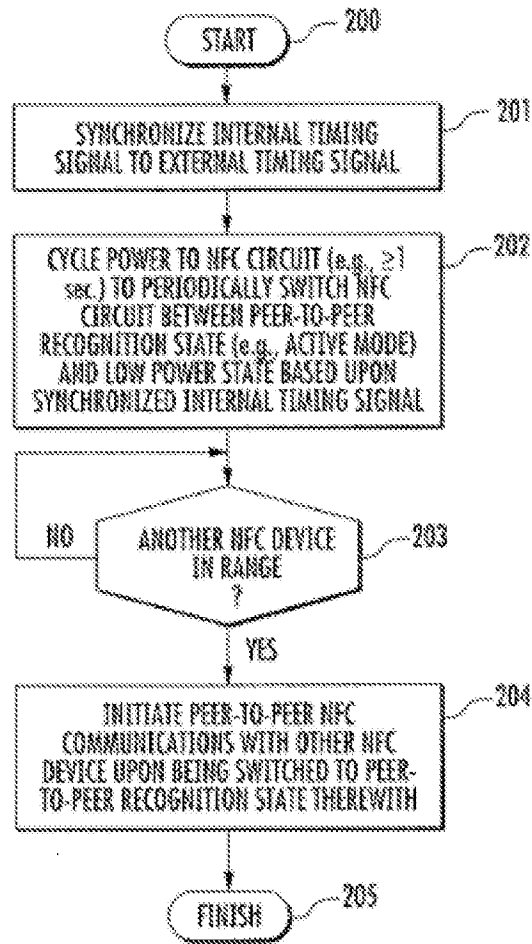 START
200
SYNCHRONIZE INTERNAL TIMING
SIGNAL TO EXTERNAL TIMING SIGNAL
201
CYCLE POWER TO NFC CIRCUIT (e.g., ≥1
sec.) TO PERIODICALLY SWITCH NFC
CIRCUIT BETWEEN PEER-TO-PEER
RECOGNITION STATE (e.g., ACTIVE MODE)
AND LOW POWER STATE BASED UPON
SYNCHRONIZED INTERNAL TIMING SIGNAL
202
NO
ANOTHER NFC DEVICE
IN RANGE
?
203
YES
INITIATE PEER-TO-PEER NFC
COMMUNICATIONS WITH OTHER NFC
DEVICE UPON BEING SWITCHED TO PEER-
TO-PEER RECOGNITION STATE THEREWITH
204
FINISH
205